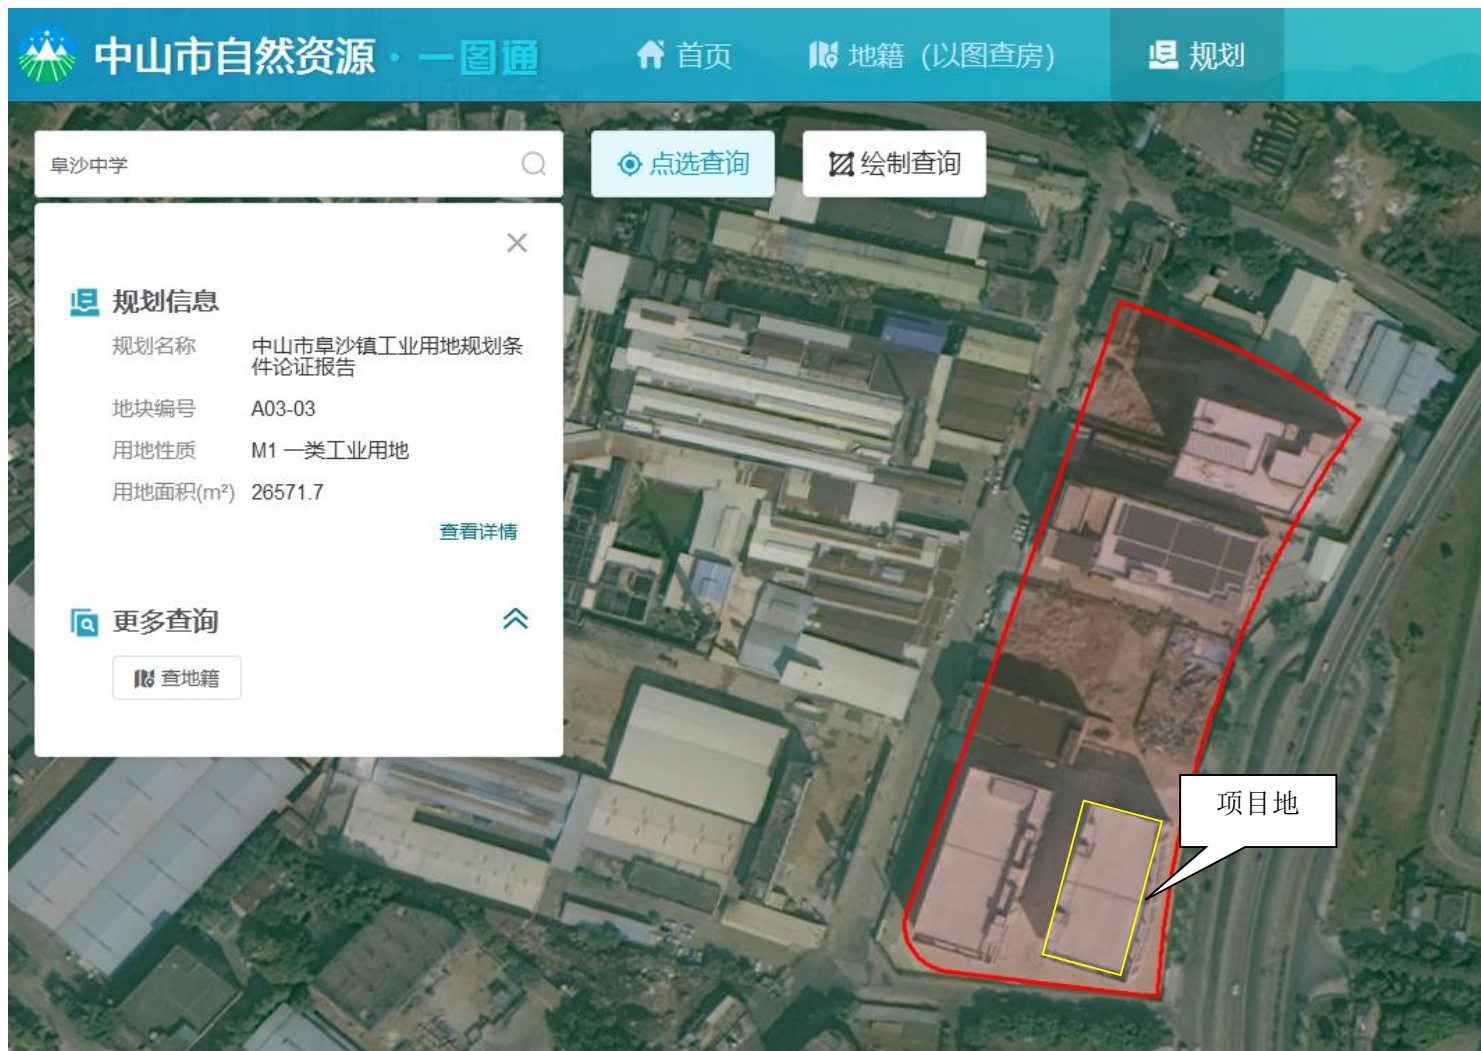 中山市自然资源·一图通
首页
地籍（以图查房）
规划
阜沙中学
点选查询
绘制查询
规划信息
规划名称 中山市阜沙镇工业用地规划条
件论证报告
地块编号 A03-03
用地性质 M1 一类工业用地
用地面积(m²) 26571.7
查看详情
更多查询
查地籍
项目地